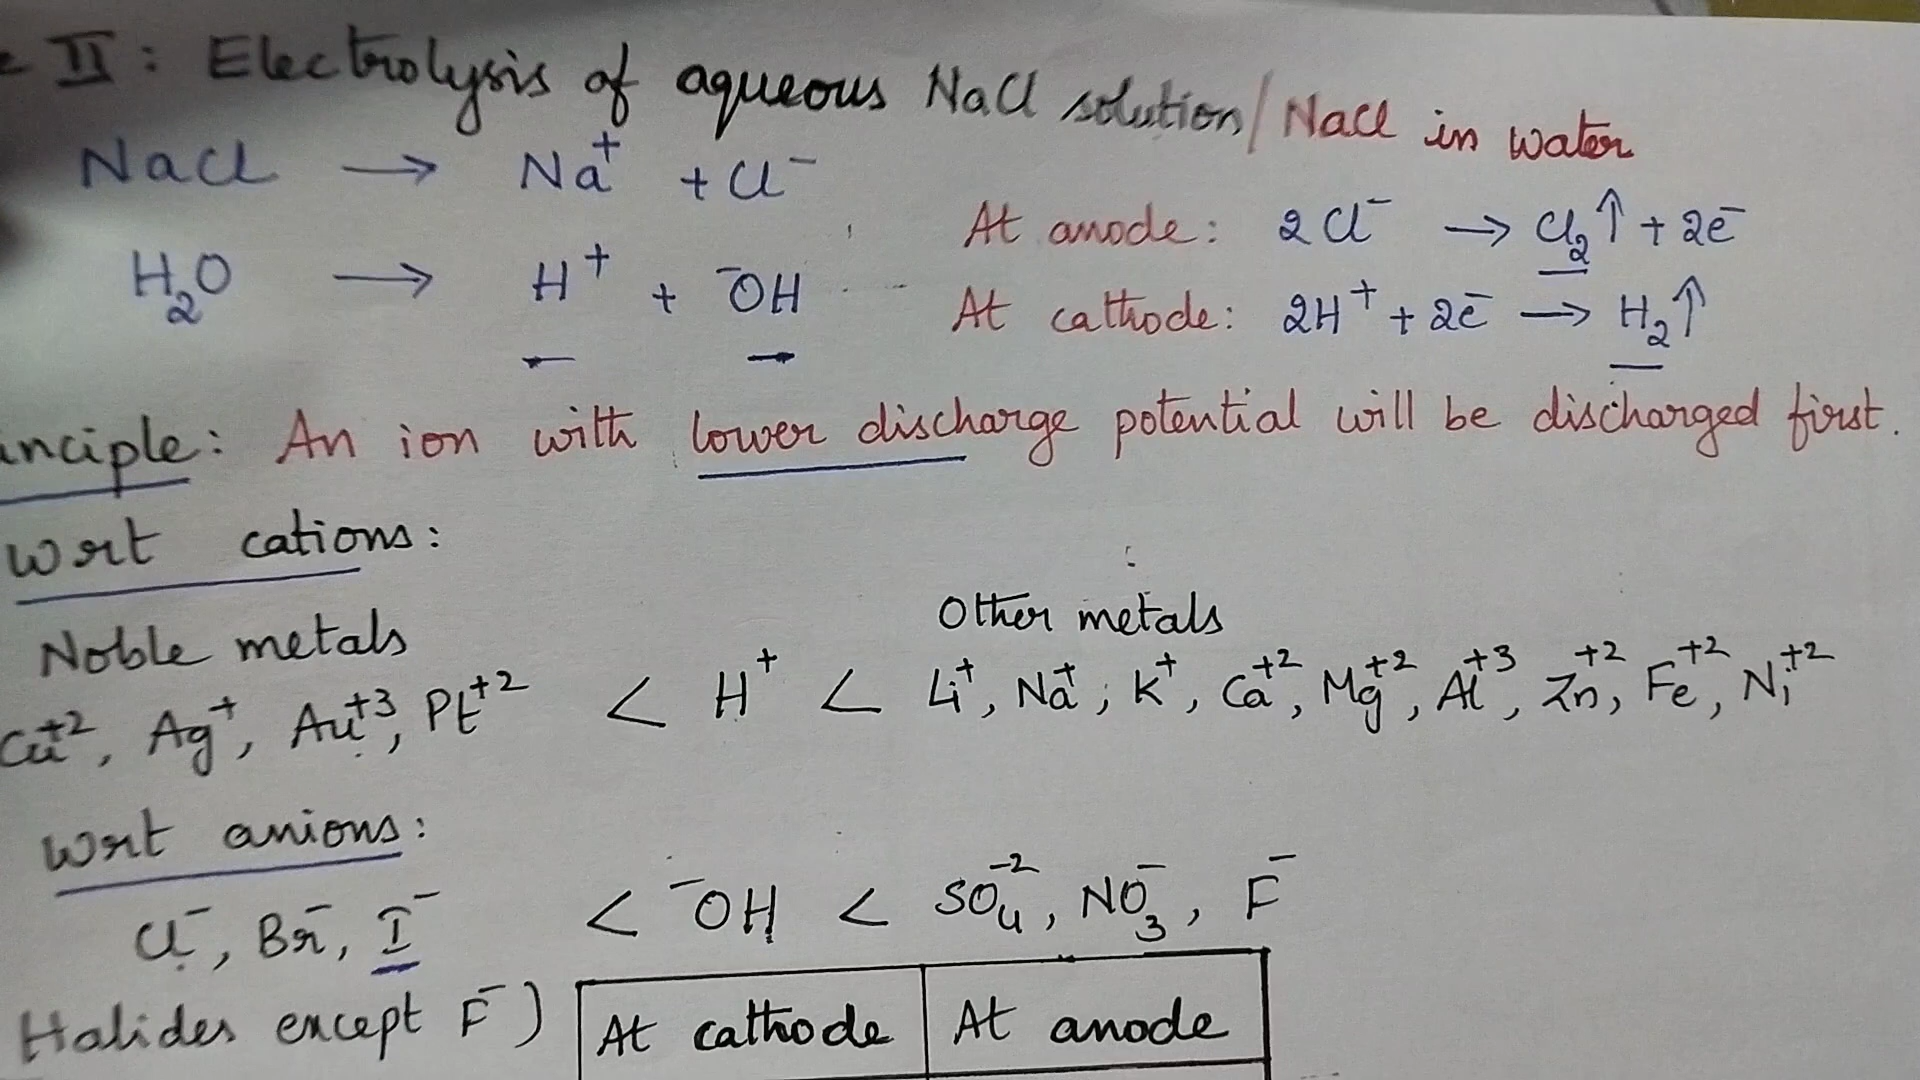 II : Electrolysis of aqueous NaCl solution/ NaCl in water
NaCl → Na⁺ + Cl⁻
H₂O → H⁺ + ⁻OH
At anode: 2Cl⁻ → Cl₂↑ + 2e⁻
At cathode: 2H⁺ + 2e⁻ → H₂↑
inciple: An ion with lower discharge potential will be discharged first.
Wrt cations:
Noble metals
Other metals
Cu⁺², Ag⁺, Au⁺³, Pt⁺² < H⁺ < Li⁺, Na⁺, K⁺, Ca⁺², Mg⁺², Al⁺³, Zn⁺², Fe⁺², Ni⁺²
Wrt anions:
Cl⁻, Br⁻, I⁻ < ⁻OH < SO₄⁻², NO₃⁻, F⁻
Halides except F⁻)
At cathode At anode